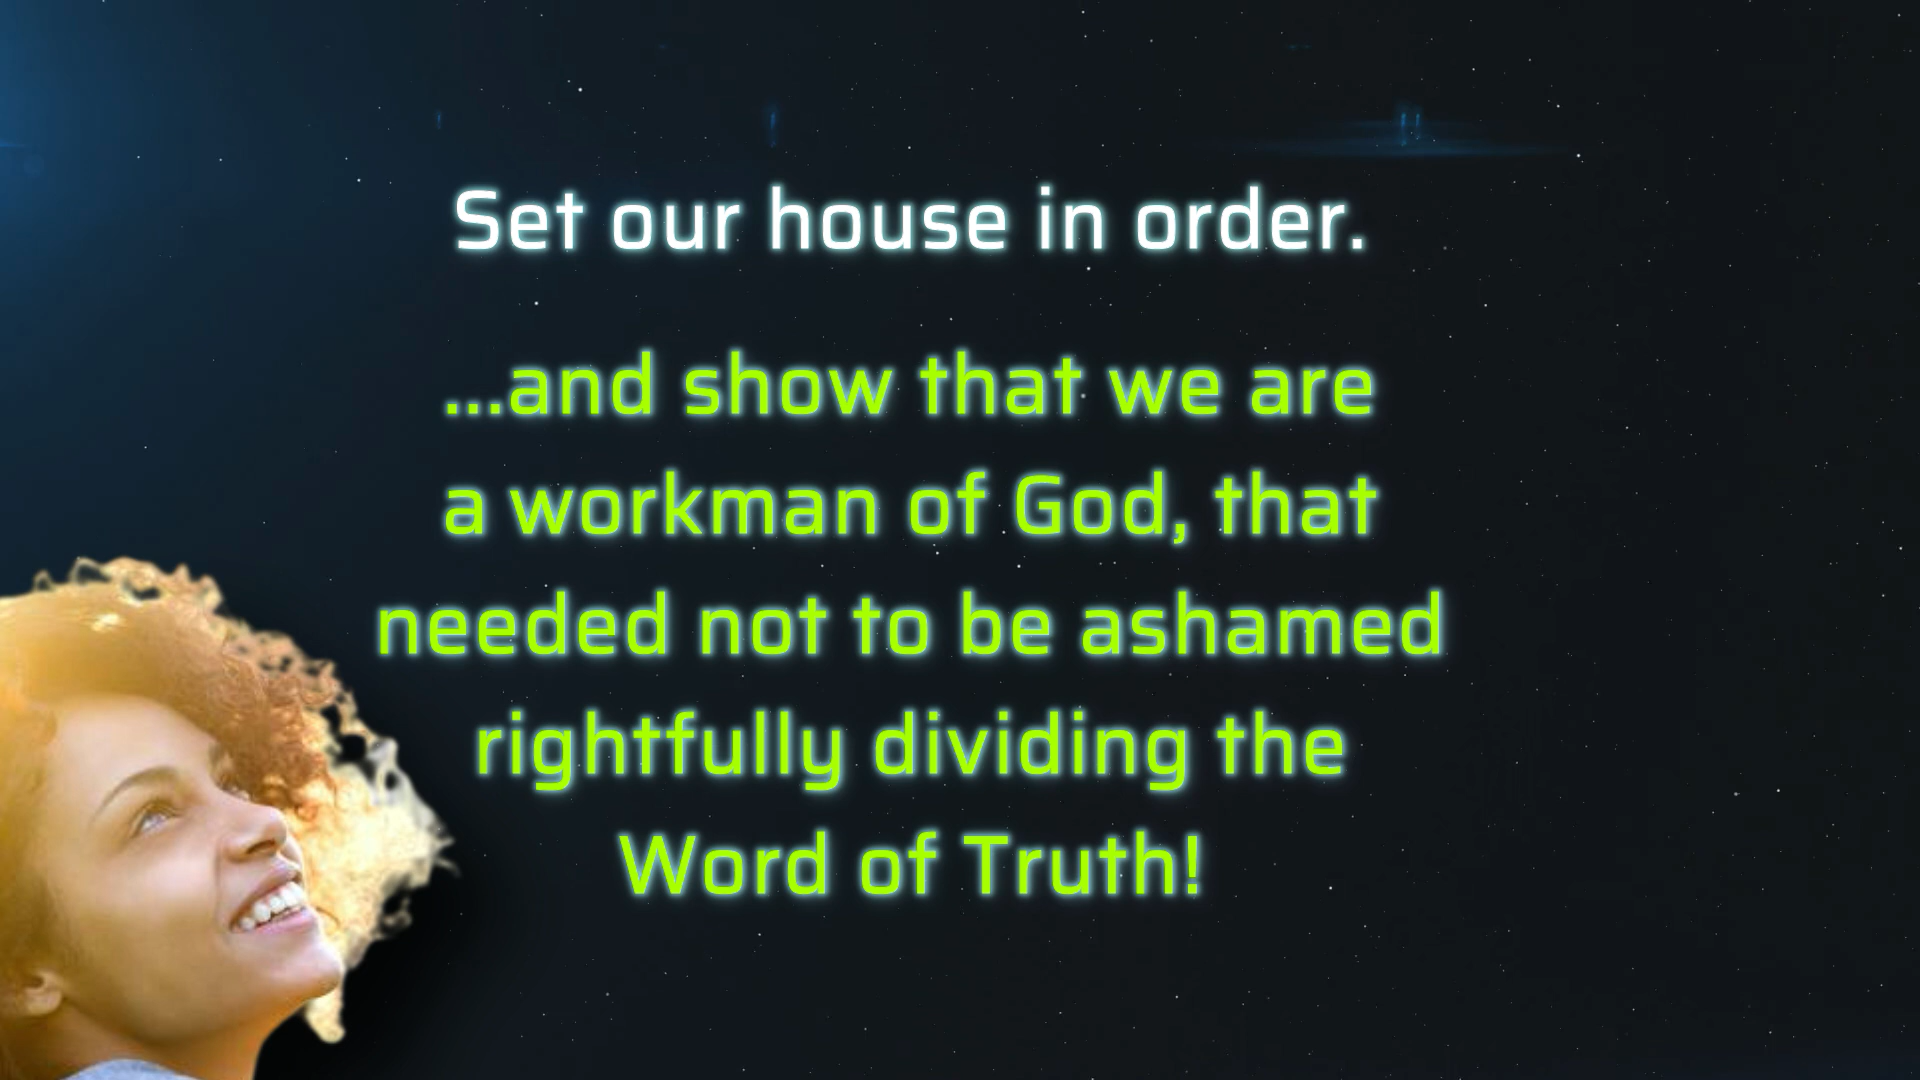 Set our house in order.
...and show that we are
a workman of God, that
needed not to be ashamed
rightfully dividing the
Word of Truth!